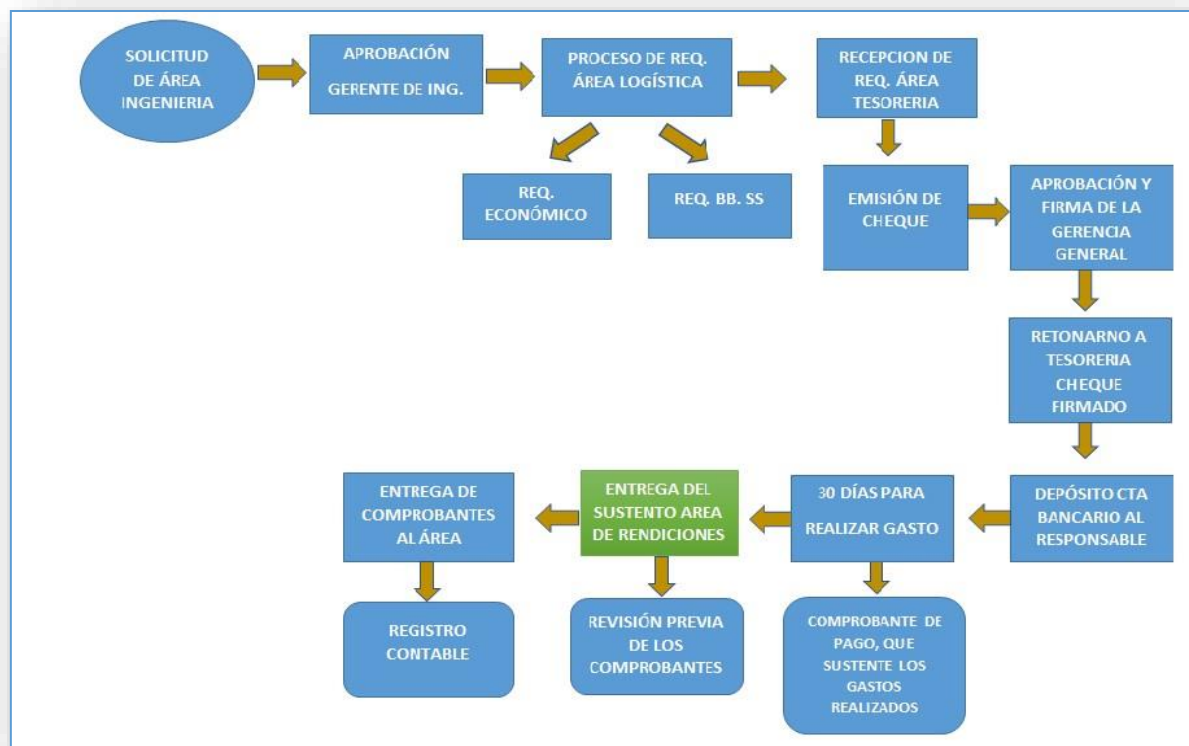 SOLICITUD
DE ÁREA
INGENIERIA
APROBACIÓN
GERENTE DE ING.
PROCESO DE REQ.
ÁREA LOGÍSTICA
RECEPCION DE
REQ. ÁREA
TESORERIA
REQ.
ECONÓMICO
REQ. BB. SS
EMISIÓN DE
CHEQUE
APROBACIÓN Y
FIRMA DE LA
GERENCIA
GENERAL
RETONARNO A
TESORERIA
CHEQUE
FIRMADO
DEPÓSITO CTA
BANCARIO AL
RESPONSABLE
30 DÍAS PARA
REALIZAR GASTO
ENTREGA DEL
SUSTENTO AREA
DE RENDICIONES
ENTREGA DE
COMPROBANTES
AL ÁREA
COMPROBANTE DE
PAGO, QUE
SUSTENTE LOS
GASTOS
REALIZADOS
REVISIÓN PREVIA
DE LOS
COMPROBANTES
REGISTRO
CONTABLE